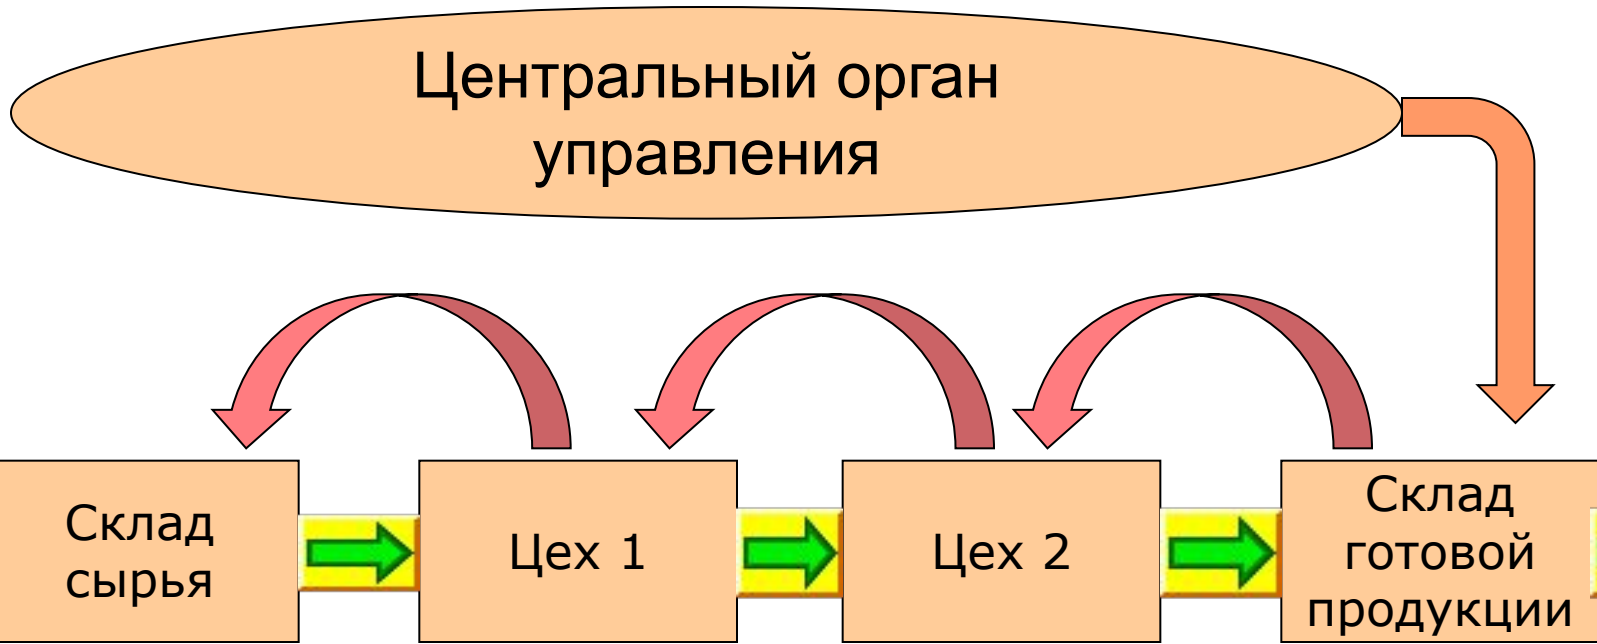 Центральный орган
управления
Склад
сырья
Цех 1
Цех 2
Склад
готовой
продукции